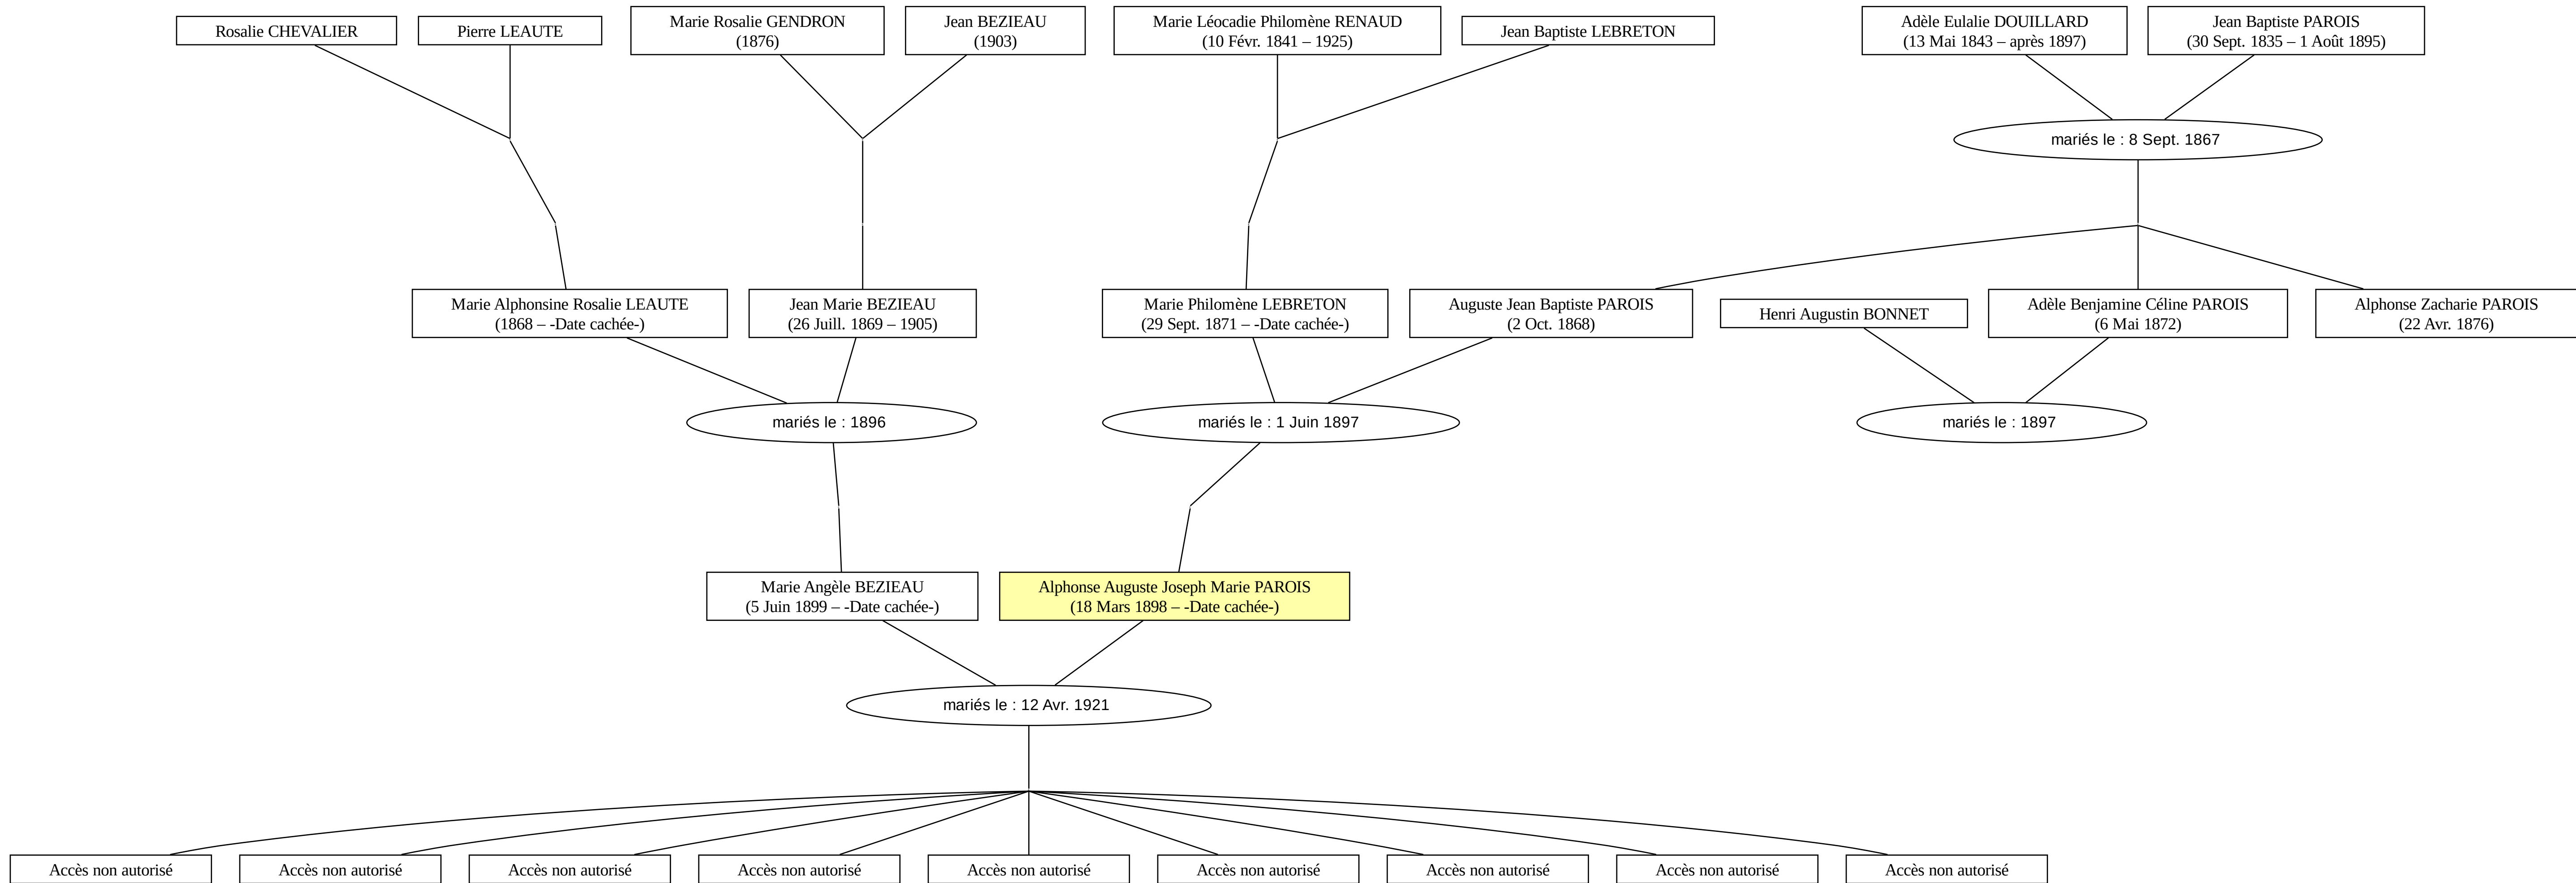 Rosalie CHEVALIER
Pierre LEAUTE
Marie Rosalie GENDRON
(1876)
Jean BEZIEAU
(1903)
Marie Léocadie Philomène RENAUD
(10 Févr. 1841 – 1925)
Jean Baptiste LEBRETON
Adèle Eulalie DOUILLARD
(13 Mai 1843 – après 1897)
Jean Baptiste PAROIS
(30 Sept. 1835 – 1 Août 1895)
mariés le : 8 Sept. 1867
Marie Alphonsine Rosalie LEAUTE
(1868 – -Date cachée-)
Jean Marie BEZIEAU
(26 Juill. 1869 – 1905)
Marie Philomène LEBRETON
(29 Sept. 1871 – -Date cachée-)
Auguste Jean Baptiste PAROIS
(2 Oct. 1868)
Henri Augustin BONNET
Adèle Benjamine Céline PAROIS
(6 Mai 1872)
Alphonse Zacharie PAROIS
(22 Avr. 1876)
mariés le : 1896
mariés le : 1 Juin 1897
mariés le : 1897
Marie Angèle BEZIEAU
(5 Juin 1899 – -Date cachée-)
Alphonse Auguste Joseph Marie PAROIS
(18 Mars 1898 – -Date cachée-)
mariés le : 12 Avr. 1921
Accès non autorisé
Accès non autorisé
Accès non autorisé
Accès non autorisé
Accès non autorisé
Accès non autorisé
Accès non autorisé
Accès non autorisé
Accès non autorisé